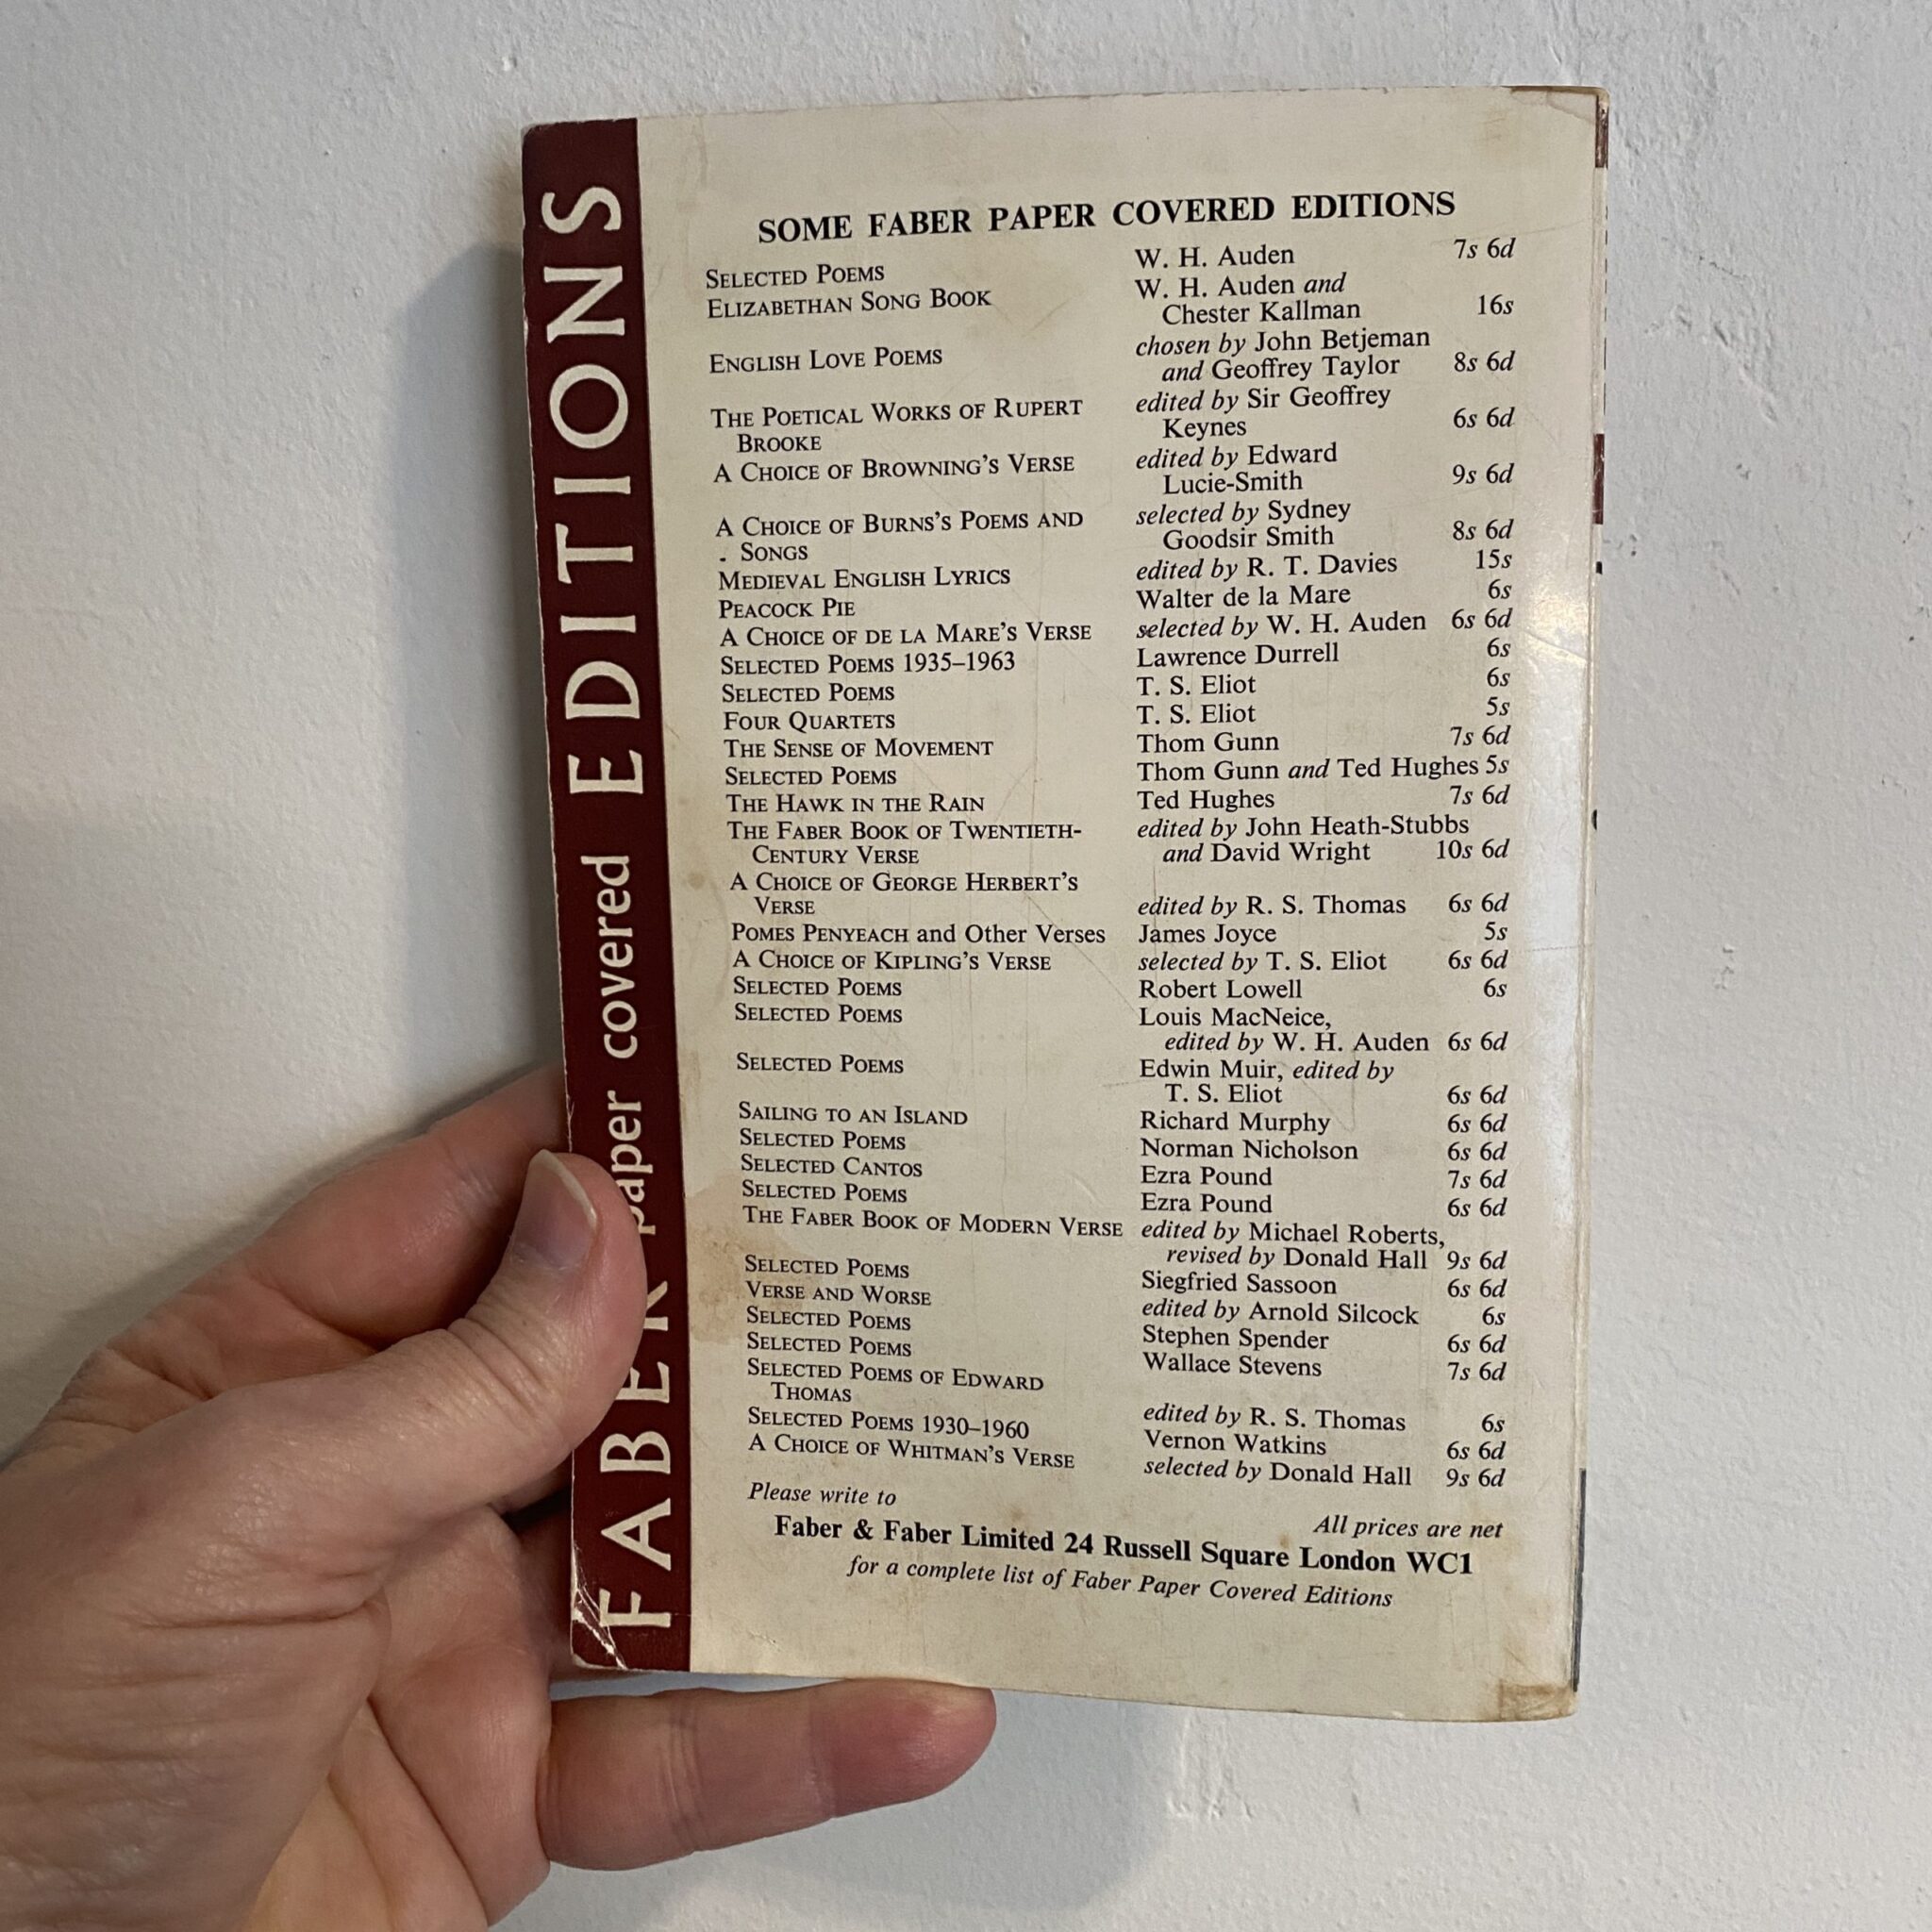 FABER paper covered EDITIONS
SOME FABER PAPER COVERED EDITIONS
SELECTED POEMS W. H. Auden 7s 6d
ELIZABETHAN SONG BOOK W. H. Auden and
Chester Kallman 16s
ENGLISH LOVE POEMS chosen by John Betjeman
and Geoffrey Taylor 8s 6d
THE POETICAL WORKS OF RUPERT edited by Sir Geoffrey
BROOKE Keynes 6s 6d
A CHOICE OF BROWNING'S VERSE edited by Edward
Lucie-Smith 9s 6d
A CHOICE OF BURNS'S POEMS AND selected by Sydney
SONGS Goodsir Smith 8s 6d
MEDIEVAL ENGLISH LYRICS edited by R. T. Davies 15s
PEACOCK PIE Walter de la Mare 6s
A CHOICE OF DE LA MARE'S VERSE selected by W. H. Auden 6s 6d
SELECTED POEMS 1935–1963 Lawrence Durrell 6s
SELECTED POEMS T. S. Eliot 6s
FOUR QUARTETS T. S. Eliot 5s
THE SENSE OF MOVEMENT Thom Gunn 7s 6d
SELECTED POEMS Thom Gunn and Ted Hughes 5s
THE HAWK IN THE RAIN Ted Hughes 7s 6d
THE FABER BOOK OF TWENTIETH- edited by John Heath-Stubbs
CENTURY VERSE and David Wright 10s 6d
A CHOICE OF GEORGE HERBERT'S
VERSE edited by R. S. Thomas 6s 6d
POMES PENYEACH and Other Verses James Joyce 5s
A CHOICE OF KIPLING'S VERSE selected by T. S. Eliot 6s 6d
SELECTED POEMS Robert Lowell 6s
SELECTED POEMS Louis MacNeice,
edited by W. H. Auden 6s 6d
SELECTED POEMS Edwin Muir, edited by
T. S. Eliot 6s 6d
SAILING TO AN ISLAND Richard Murphy 6s 6d
SELECTED POEMS Norman Nicholson 6s 6d
SELECTED CANTOS Ezra Pound 7s 6d
SELECTED POEMS Ezra Pound 6s 6d
THE FABER BOOK OF MODERN VERSE edited by Michael Roberts,
revised by Donald Hall 9s 6d
SELECTED POEMS Siegfried Sassoon 6s 6d
VERSE AND WORSE edited by Arnold Silcock 6s
SELECTED POEMS Stephen Spender 6s 6d
SELECTED POEMS Wallace Stevens 7s 6d
SELECTED POEMS OF EDWARD
THOMAS edited by R. S. Thomas 6s
SELECTED POEMS 1930–1960 Vernon Watkins 6s 6d
A CHOICE OF WHITMAN'S VERSE selected by Donald Hall 9s 6d
Please write to All prices are net
Faber & Faber Limited 24 Russell Square London WC1
for a complete list of Faber Paper Covered Editions